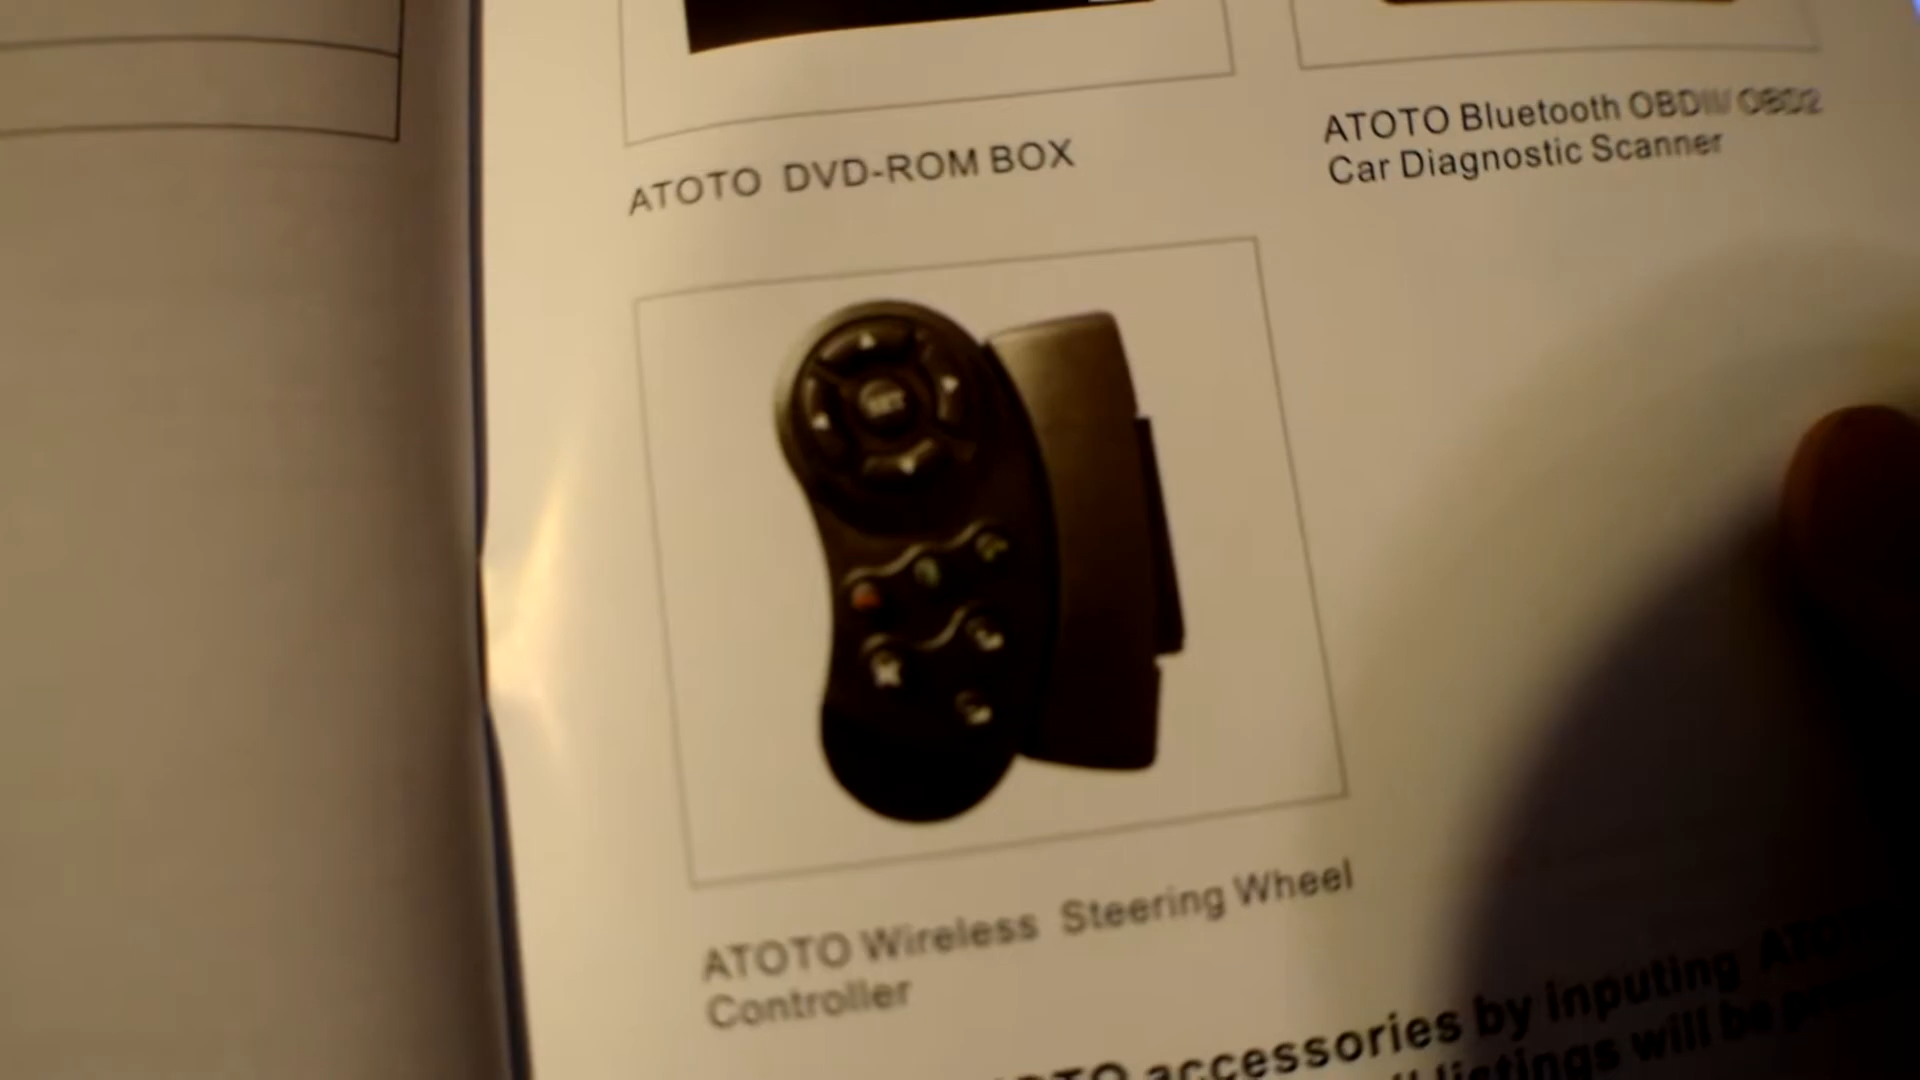 ATOTO DVD-ROM BOX
ATOTO Bluetooth OBDII/ OBD2
Car Diagnostic Scanner
SET
ATOTO Wireless Steering Wheel
Controller
accessories by inputing
listings will be